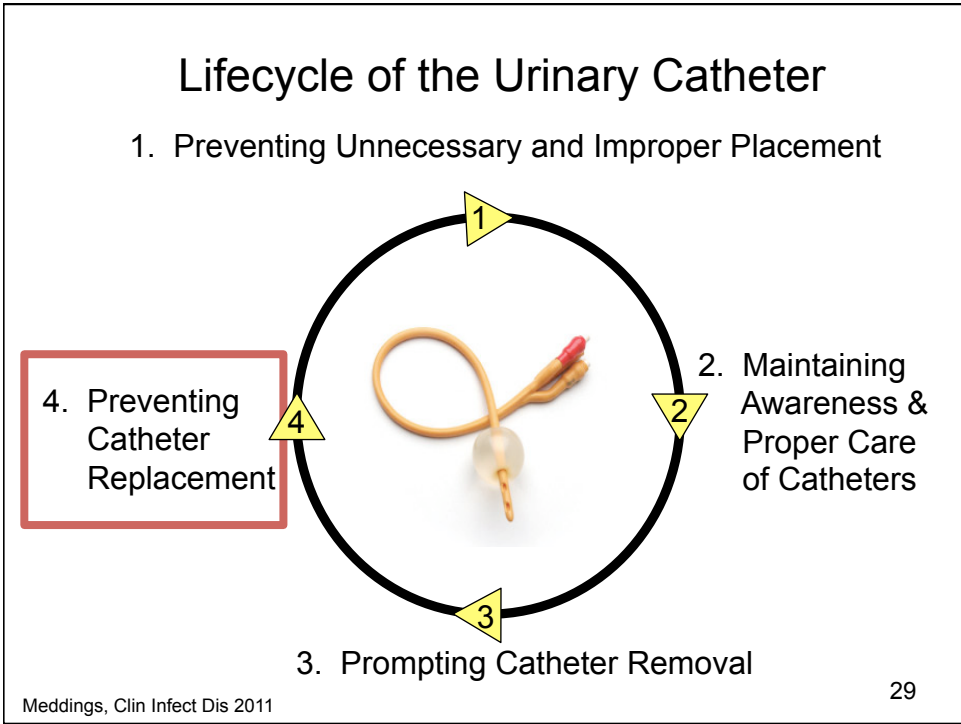 Lifecycle of the Urinary Catheter
1. Preventing Unnecessary and Improper Placement
1
2. Maintaining
Awareness &
Proper Care
of Catheters
2
4. Preventing
Catheter
Replacement
4
3
3. Prompting Catheter Removal
Meddings, Clin Infect Dis 2011
29